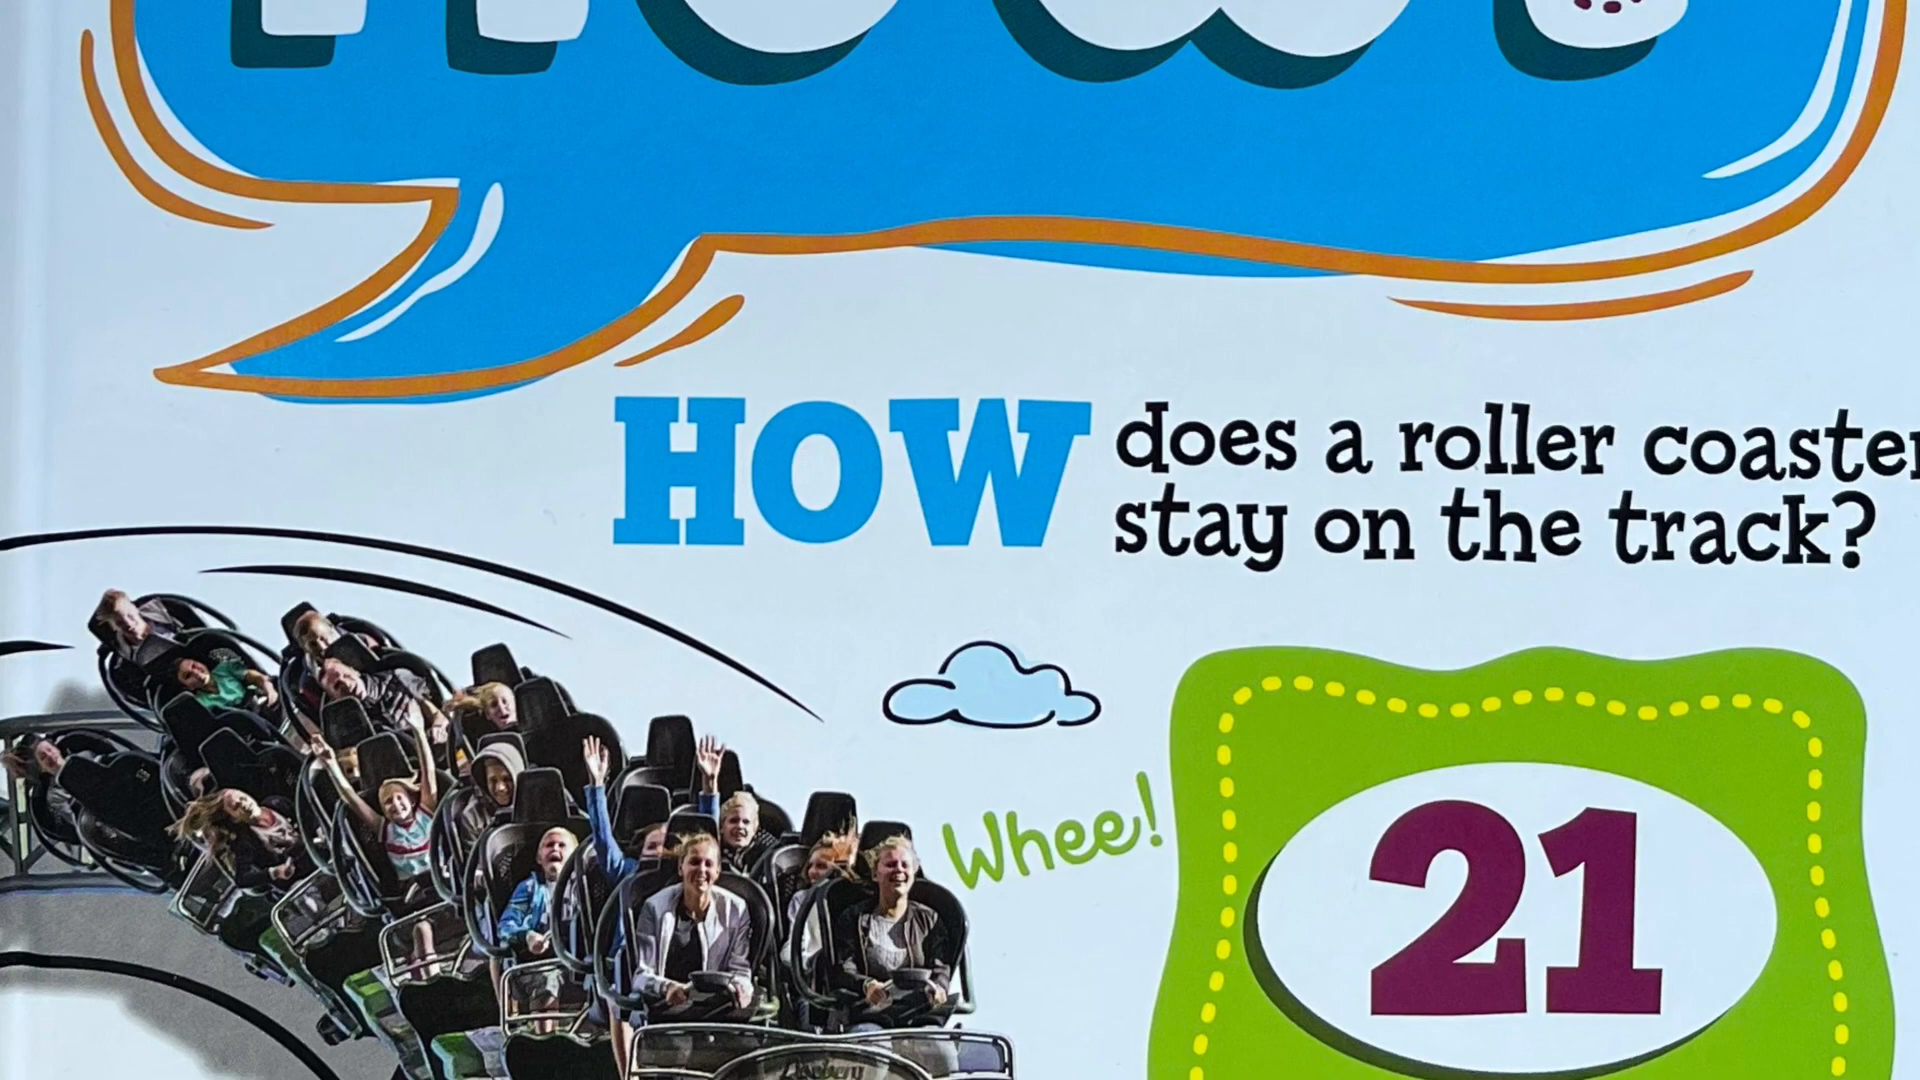 HOW does a roller coaster
stay on the track?
Whee!
21